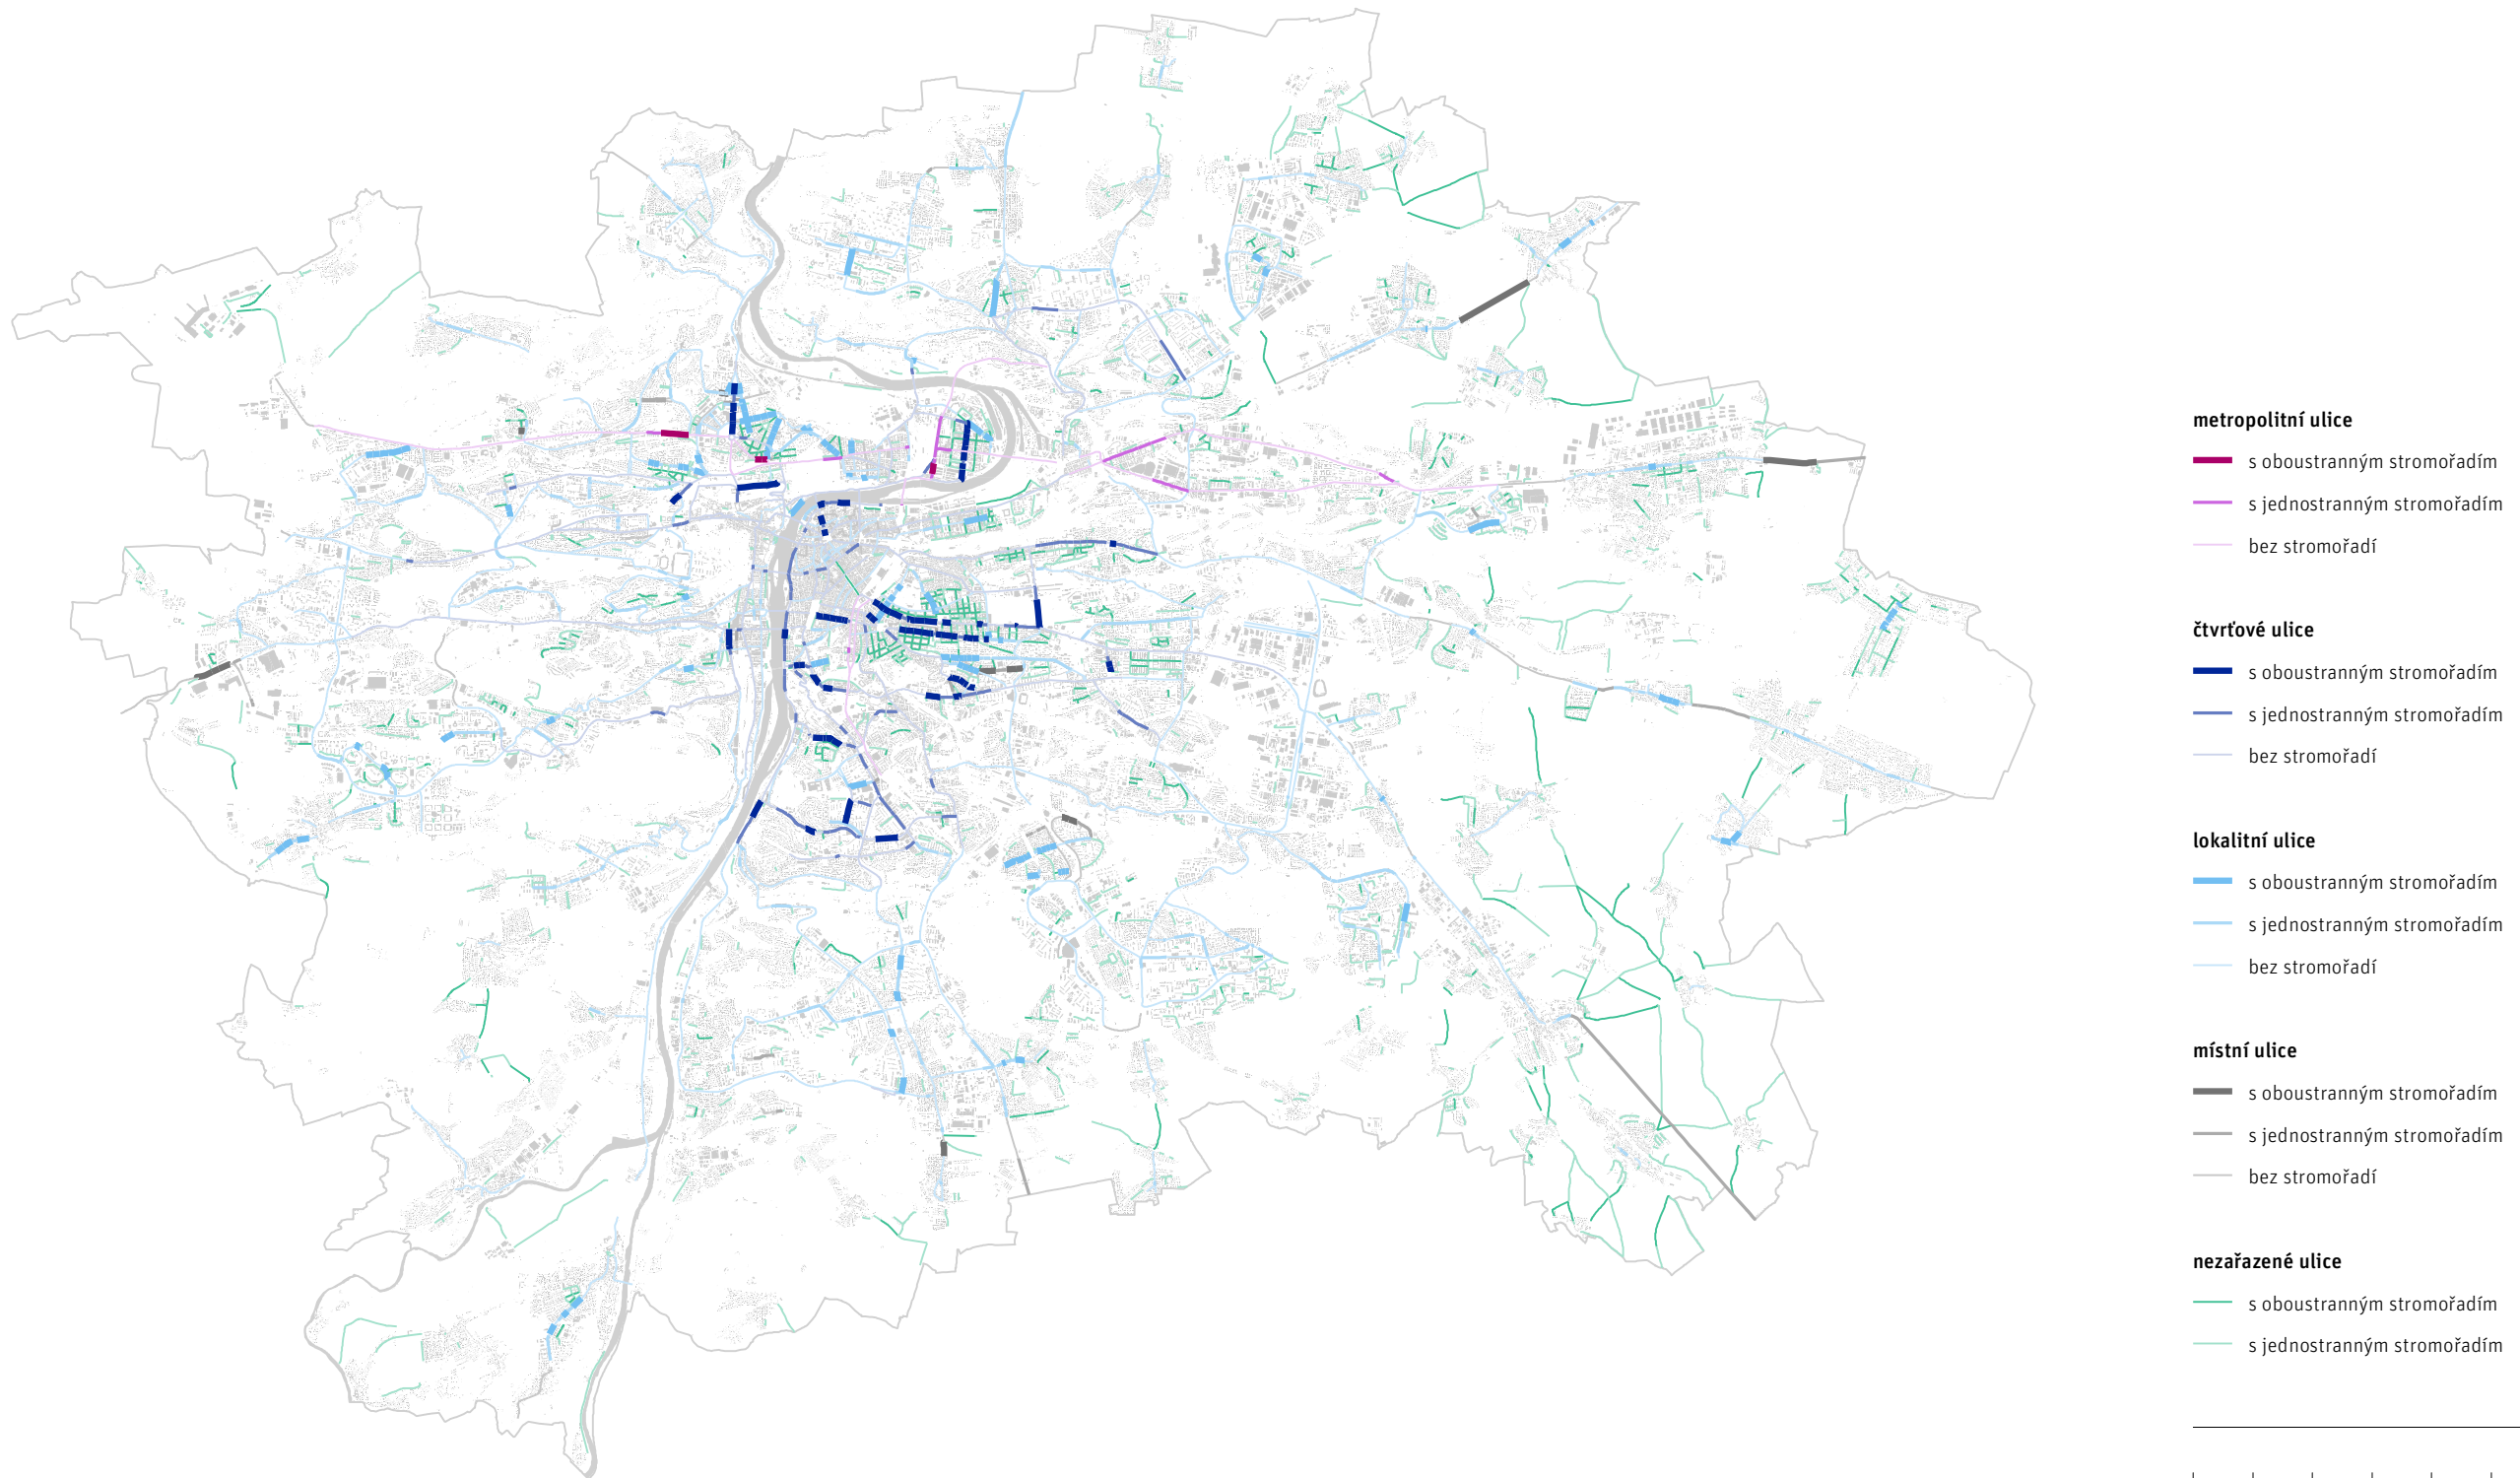 metropolitní ulice
s oboustranným stromořadím
s jednostranným stromořadím
bez stromořadí
čtvrťové ulice
s oboustranným stromořadím
s jednostranným stromořadím
bez stromořadí
lokalitní ulice
s oboustranným stromořadím
s jednostranným stromořadím
bez stromořadí
místní ulice
s oboustranným stromořadím
s jednostranným stromořadím
bez stromořadí
nezařazené ulice
s oboustranným stromořadím
s jednostranným stromořadím